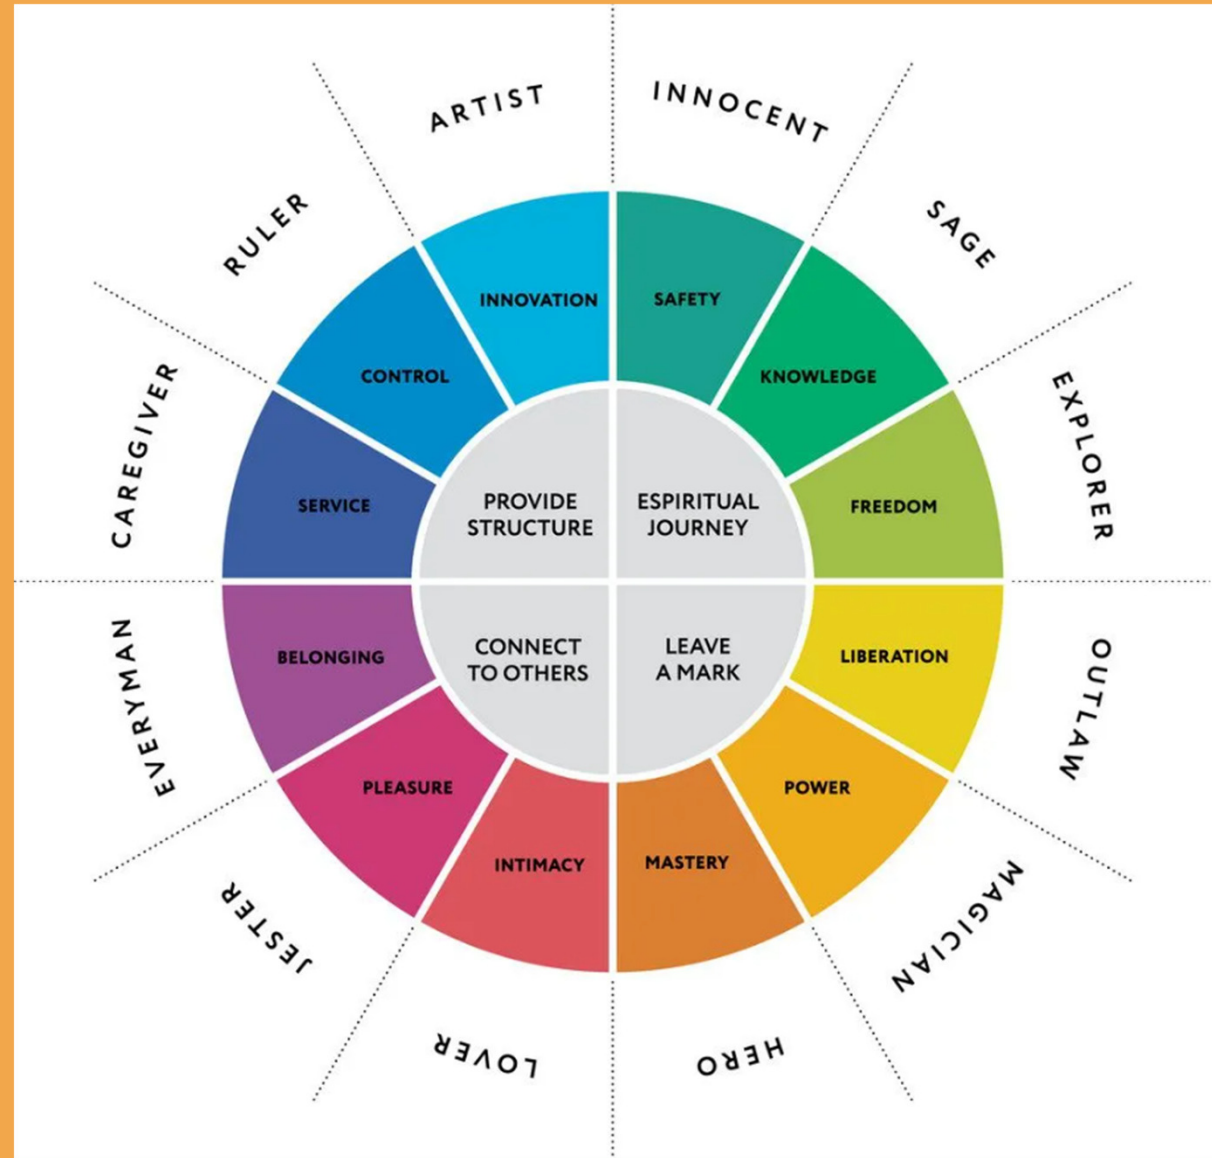 ARTIST
INNOCENT
RULER
SAGE
CAREGIVER
EXPLORER
INNOVATION
SAFETY
CONTROL
KNOWLEDGE
SERVICE
FREEDOM
PROVIDE
STRUCTURE
ESPIRITUAL
JOURNEY
CONNECT
TO OTHERS
LEAVE
A MARK
BELONGING
LIBERATION
PLEASURE
POWER
INTIMACY
MASTERY
EVERYMAN
OUTLAW
JESTER
MAGICIAN
LOVER
HERO